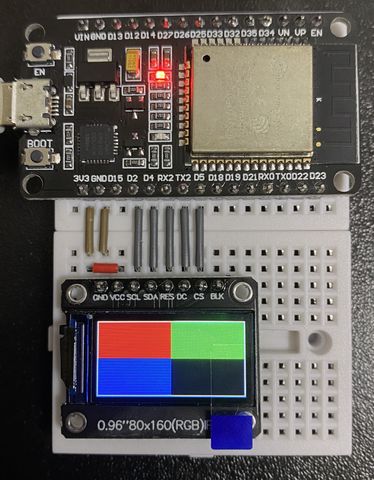 VIN GND D13 D12 D14 D27 D26 D25 D33 D32 D35 D34 VN VP EN
EN
BOOT
3V3 GND D15 D2 D4 RX2 TX2 D5 D18 D19 D21 RX0 TX0 D22 D23
GND VCC SCL SDA RES DC CS BLK
0.96"80x160(RGB)